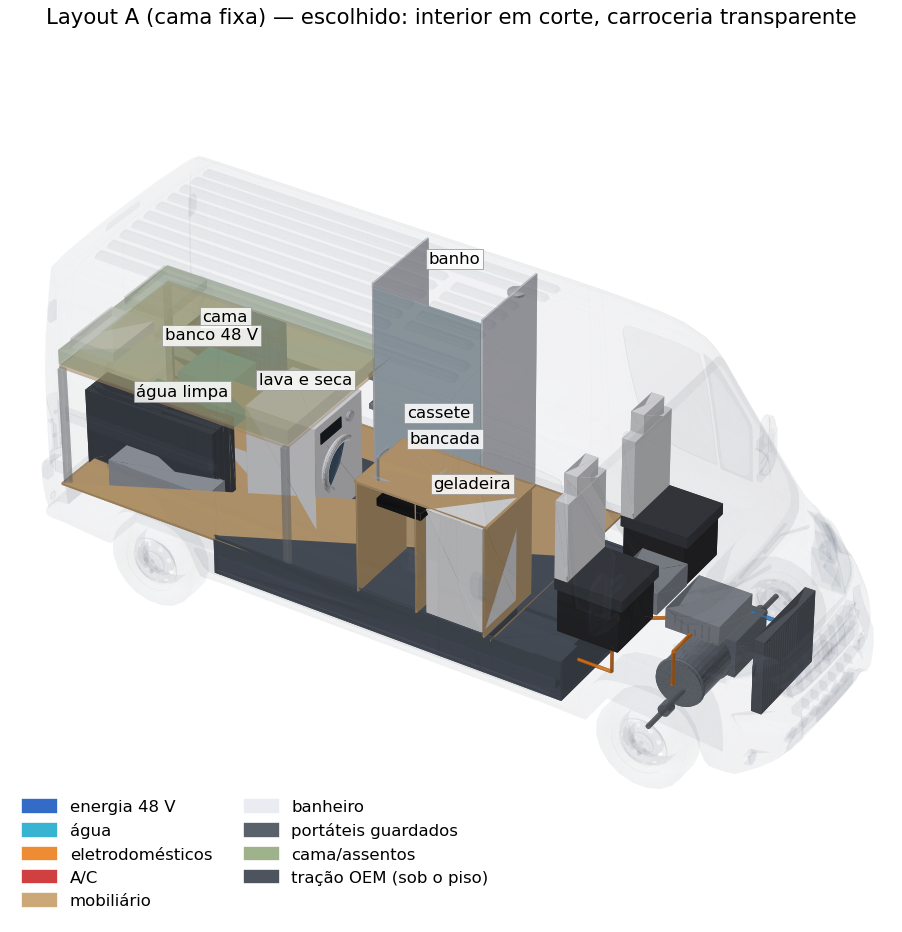 Layout A (cama fixa) — escolhido: interior em corte, carroceria transparente
banho
cama
banco 48 V
lava e seca
água limpa
cassete
bancada
geladeira
energia 48 V
água
eletrodomésticos
A/C
mobiliário
banheiro
portáteis guardados
cama/assentos
tração OEM (sob o piso)